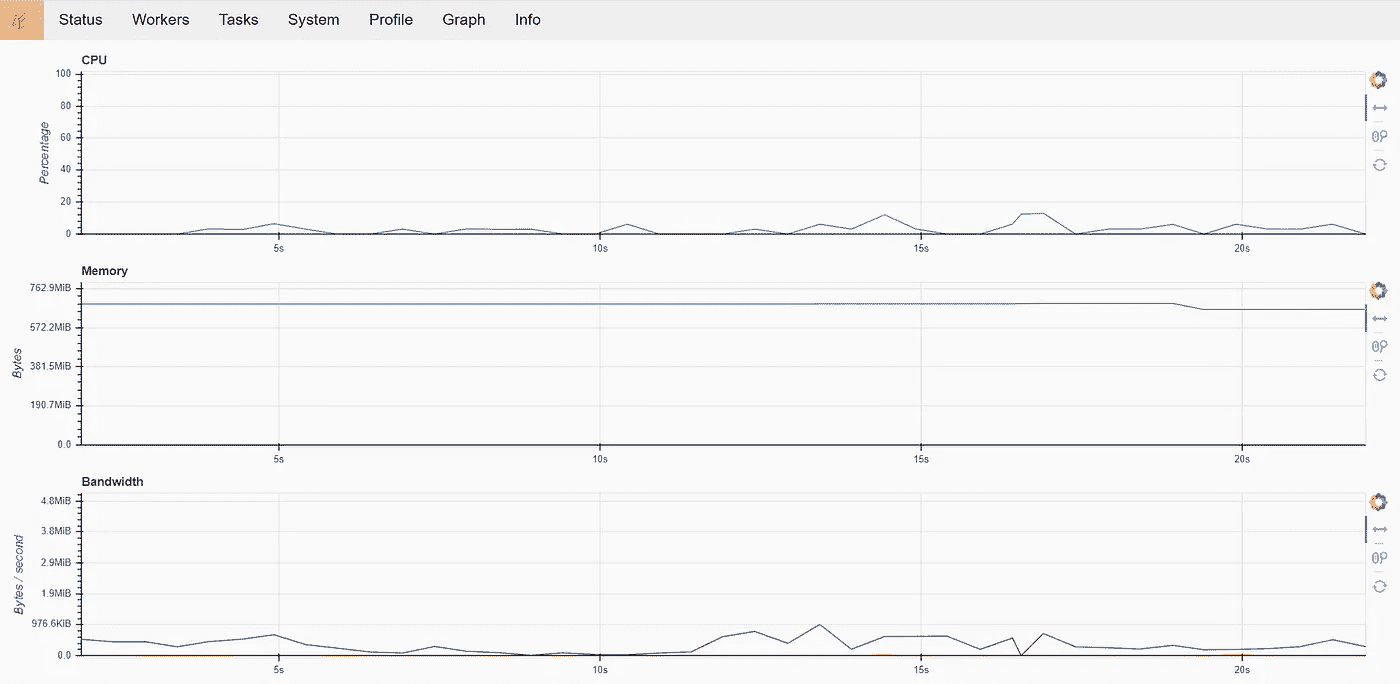 Status Workers Tasks System Profile Graph Info
CPU
100
80
60
40
20
0
Percentage
5s 10s 15s 20s
Memory
762.9MiB
572.2MiB
381.5MiB
190.7MiB
0.0
Bytes
5s 10s 15s 20s
Bandwidth
4.8MiB
3.8MiB
2.9MiB
1.9MiB
976.6KiB
0.0
Bytes / second
5s 10s 15s 20s